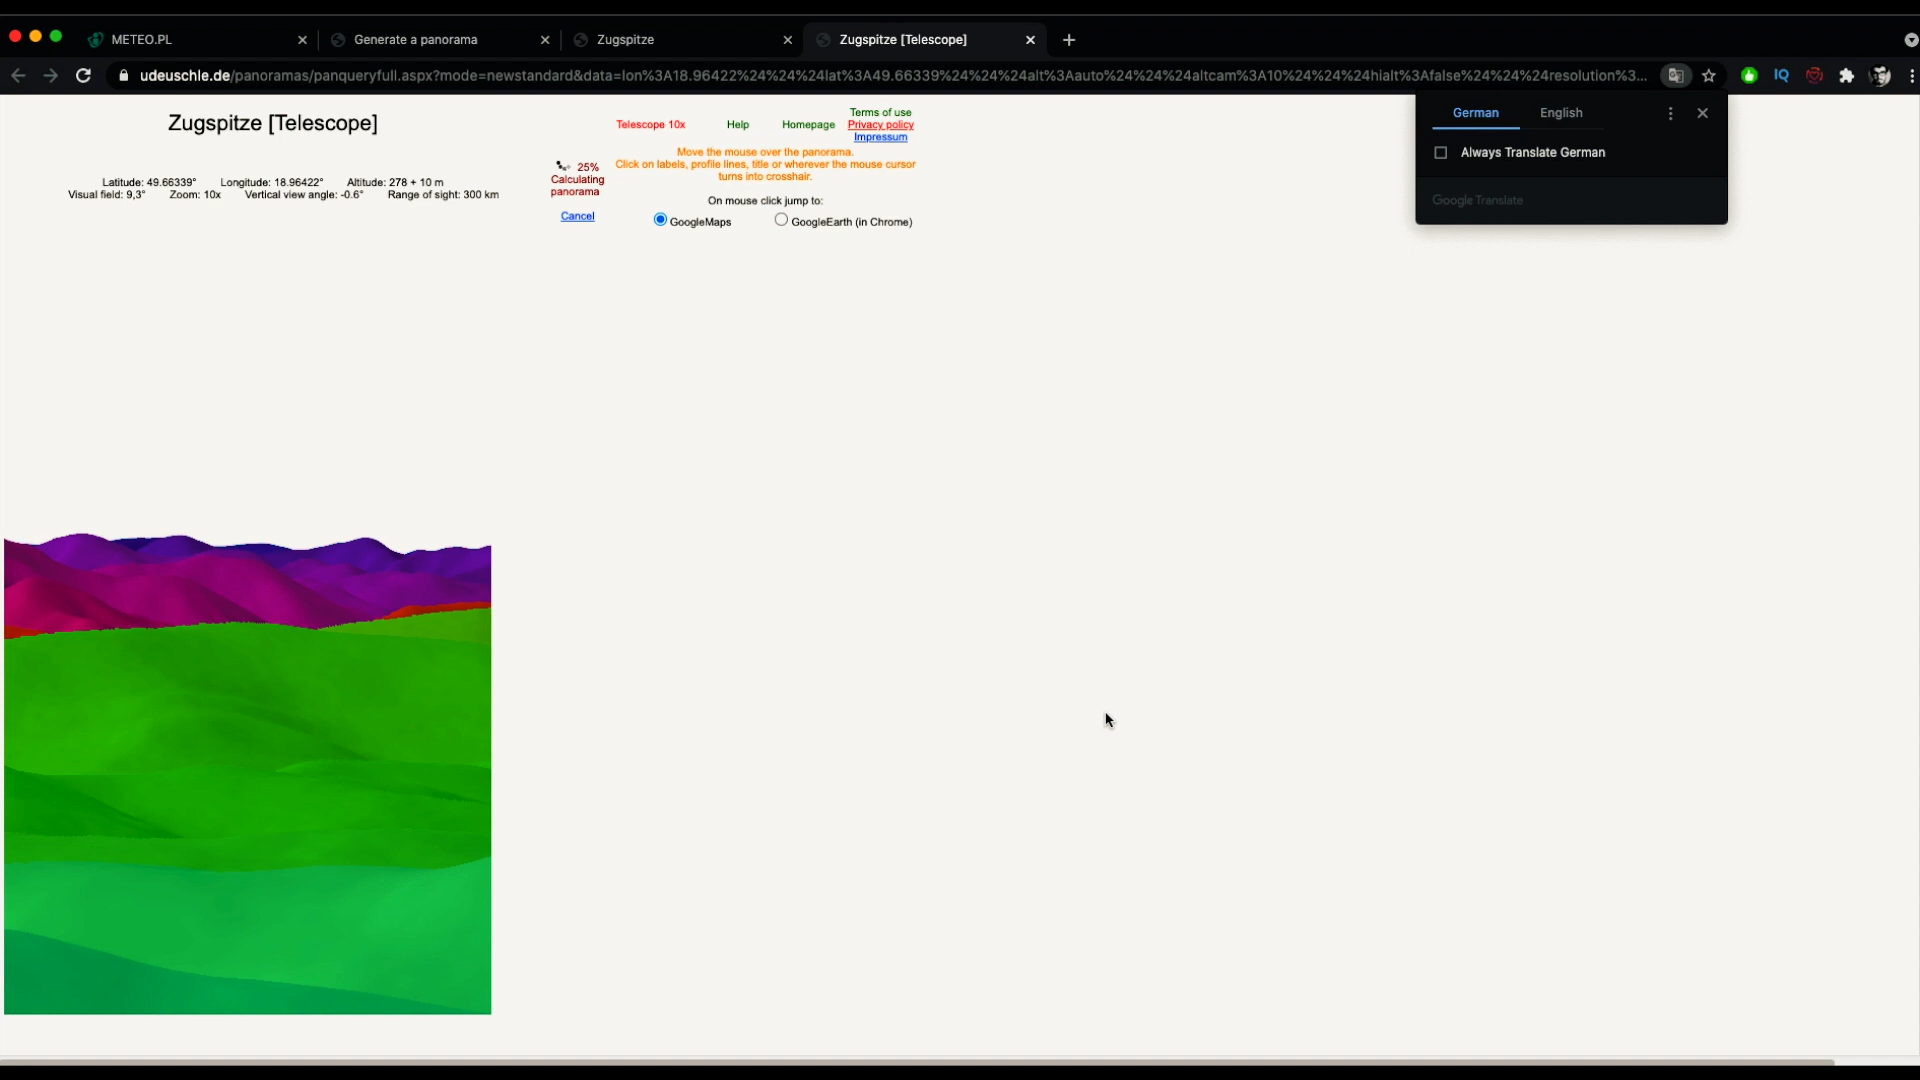 METEO.PL
Generate a panorama
Zugspitze
Zugspitze [Telescope]
udeuschle.de/panoramas/panqueryfull.aspx?mode=newstandard&data=lon%3A18.96422%24%24%24lat%3A49.66339%24%24%24alt%3Aauto%24%24%24altcam%3A10%24%24%24hialt%3Afalse%24%24%24resolution%3...
IQ
German English
Always Translate German
Google Translate
Zugspitze [Telescope]
Latitude: 49.66339° Longitude: 18.96422° Altitude: 278 + 10 m
Visual field: 9,3° Zoom: 10x Vertical view angle: -0.6° Range of sight: 300 km
25%
Calculating
panorama
Cancel
Telescope 10x Help Homepage
Terms of use
Privacy policy
Impressum
Move the mouse over the panorama.
Click on labels, profile lines, title or wherever the mouse cursor
turns into crosshair.
On mouse click jump to:
GoogleMaps GoogleEarth (in Chrome)